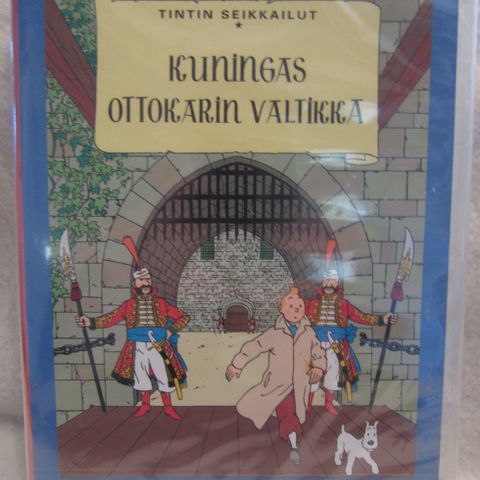 TINTIN SEIKKAILUT
KUNINGAS
OTTOKARIN VALTIKKA